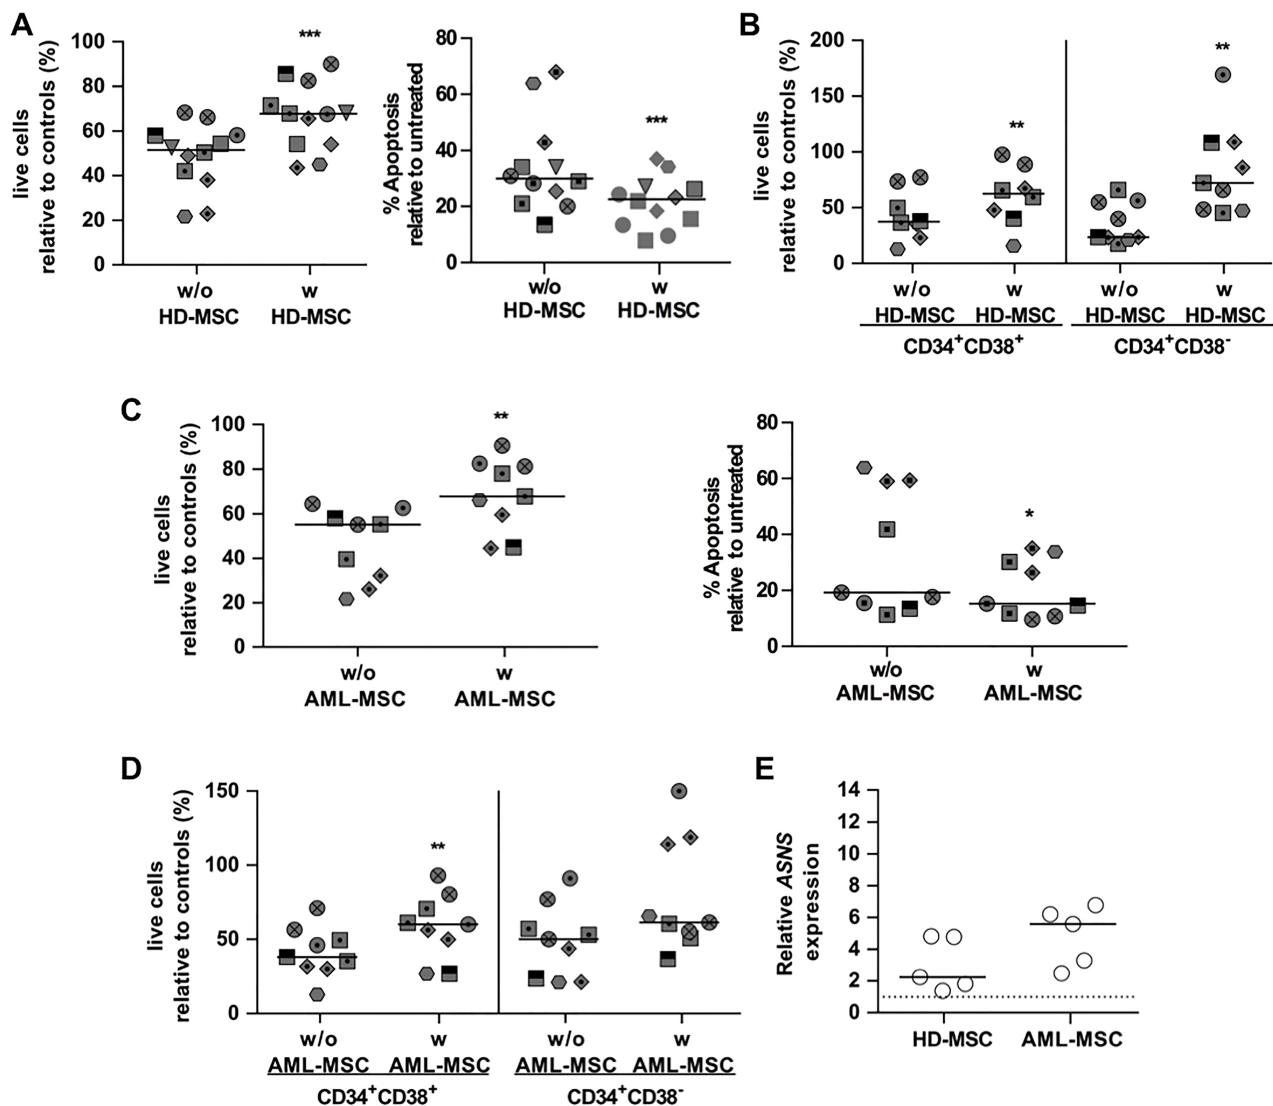 A
live cells
relative to controls (%)
100
80
60
40
20
0
***
w/o
HD-MSC
w
HD-MSC
% Apoptosis
relative to untreated
80
60
40
20
0
***
w/o
HD-MSC
w
HD-MSC
B
live cells
relative to controls (%)
200
150
100
50
0
**
**
w/o
HD-MSC
w
HD-MSC
w/o
HD-MSC
w
HD-MSC
CD34+CD38+
CD34+CD38-
C
live cells
relative to controls (%)
100
80
60
40
20
0
**
w/o
AML-MSC
w
AML-MSC
% Apoptosis
relative to untreated
80
60
40
20
0
*
w/o
AML-MSC
w
AML-MSC
D
live cells
relative to controls (%)
150
100
50
0
**
w/o
AML-MSC
w
AML-MSC
w/o
AML-MSC
w
AML-MSC
CD34+CD38+
CD34+CD38-
E
Relative ASNS
expression
14
12
10
8
6
4
2
0
HD-MSC
AML-MSC